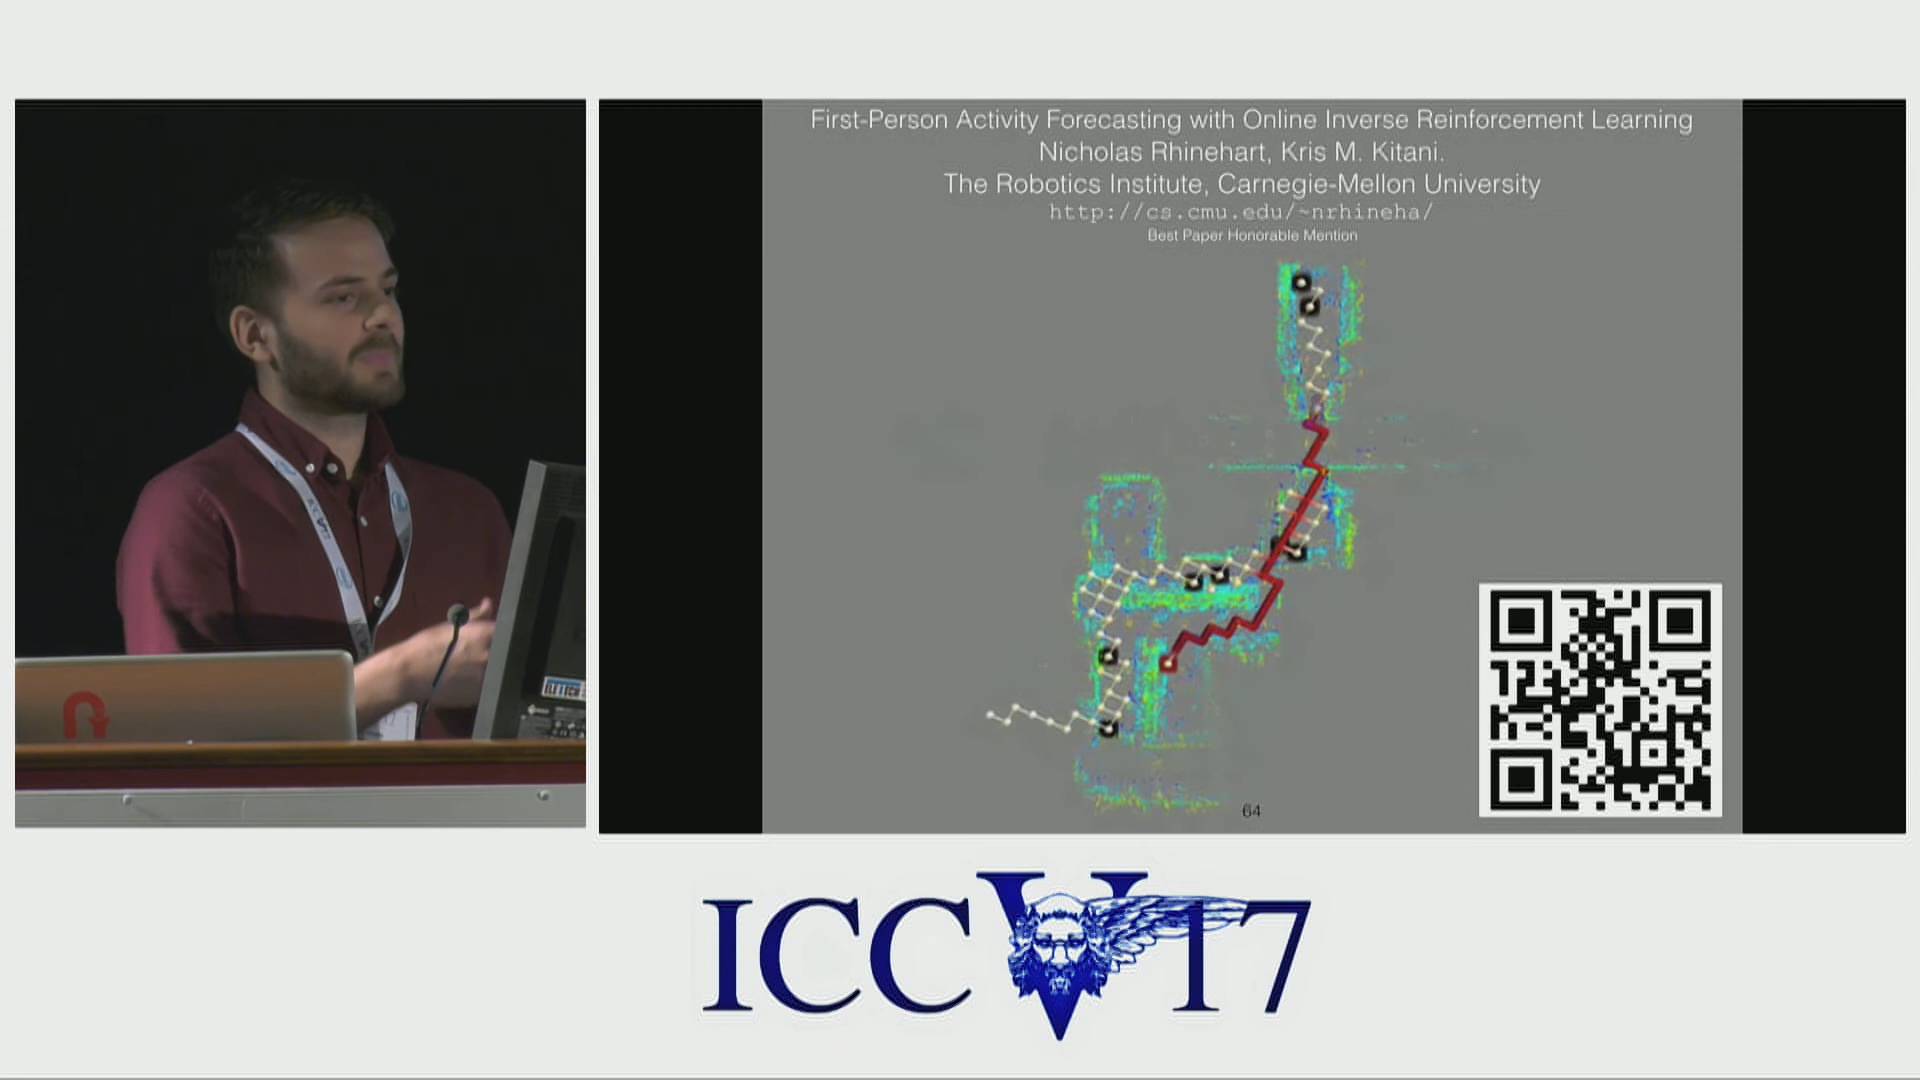 First-Person Activity Forecasting with Online Inverse Reinforcement Learning
Nicholas Rhinehart, Kris M. Kitani.
The Robotics Institute, Carnegie-Mellon University
http://cs.cmu.edu/~nrhineha/
Best Paper Honorable Mention
64
ICCV17